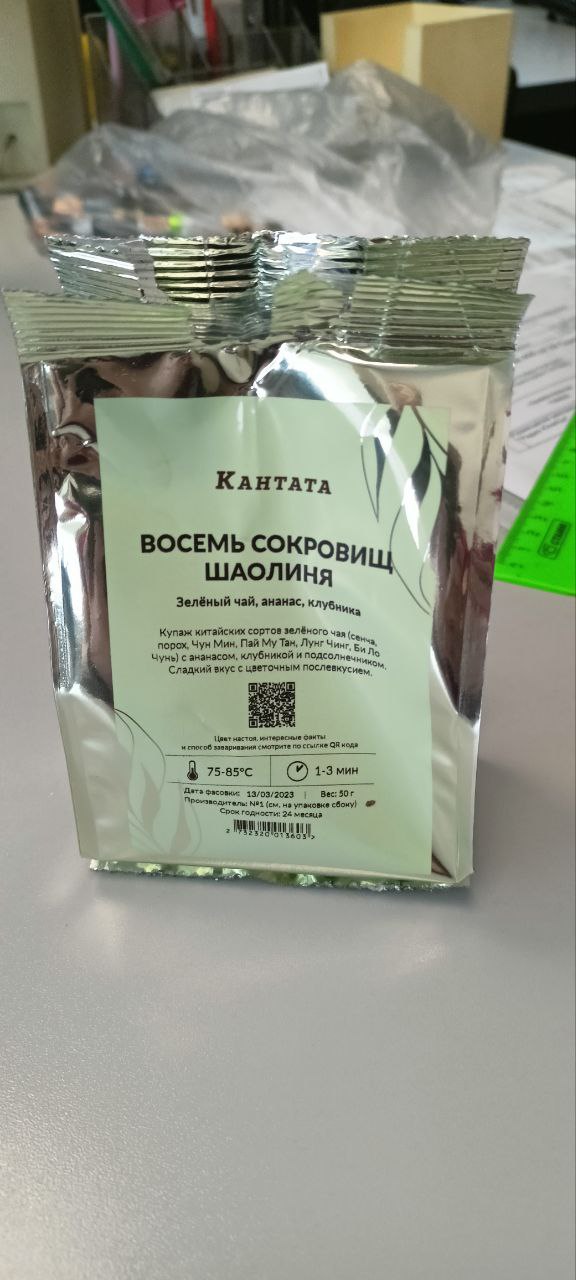 КАНТАТА
ВОСЕМЬ СОКРОВИЩ
ШАОЛИНЯ
Зелёный чай, ананас, клубника
Купаж китайских сортов зелёного чая (сенча,
порох, Чун Мин, Пай Му Тан, Лунг Чинг, Би Ло
Чунь) с ананасом, клубникой и подсолнечником.
Сладкий вкус с цветочным послевкусием.
Цвет настоя, интересные факты
и способ заваривания смотрите по ссылке QR кода
75-85°C 1-3 мин
Дата фасовки: 13/03/2023 | Вес: 50 г
Производитель: №1 (см. на упаковке сбоку)
Срок годности: 24 месяца
2 732320 013603 >